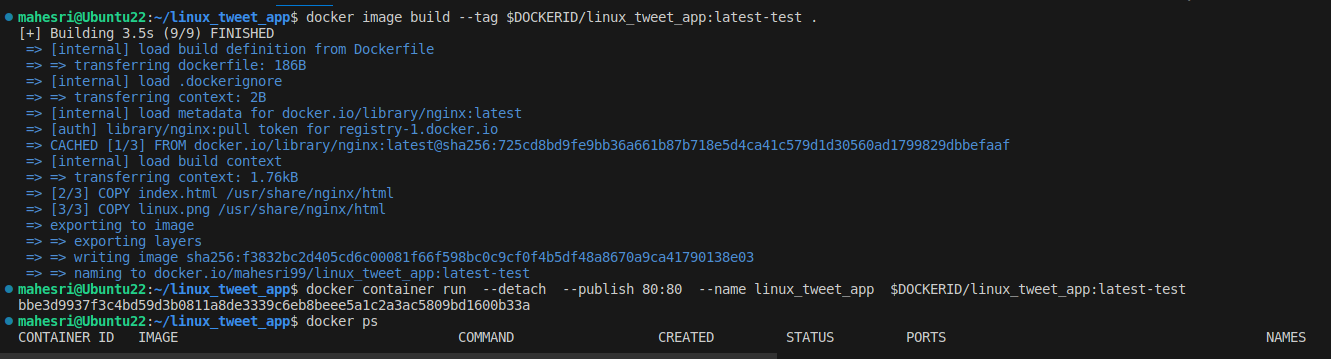 mahesri@Ubuntu22:~/linux_tweet_app$ docker image build --tag $DOCKERID/linux_tweet_app:latest-test .
[+] Building 3.5s (9/9) FINISHED
=> [internal] load build definition from Dockerfile
=> => transferring dockerfile: 186B
=> [internal] load .dockerignore
=> => transferring context: 2B
=> [internal] load metadata for docker.io/library/nginx:latest
=> [auth] library/nginx:pull token for registry-1.docker.io
=> CACHED [1/3] FROM docker.io/library/nginx:latest@sha256:725cd8bd9fe9bb36a661b87b718e5d4ca41c579d1d30560ad1799829dbbefaaf
=> [internal] load build context
=> => transferring context: 1.76kB
=> [2/3] COPY index.html /usr/share/nginx/html
=> [3/3] COPY linux.png /usr/share/nginx/html
=> exporting to image
=> => exporting layers
=> => writing image sha256:f3832bc2d405cd6c00081f66f598bc0c9cf0f4b5df48a8670a9ca41790138e03
=> => naming to docker.io/mahesri99/linux_tweet_app:latest-test
mahesri@Ubuntu22:~/linux_tweet_app$ docker container run  --detach  --publish 80:80  --name linux_tweet_app  $DOCKERID/linux_tweet_app:latest-test
bbe3d9937f3c4bd59d3b0811a8de3339c6eb8beee5a1c2a3ac5809bd1600b33a
mahesri@Ubuntu22:~/linux_tweet_app$ docker ps
CONTAINER ID   IMAGE   COMMAND   CREATED   STATUS   PORTS   NAMES